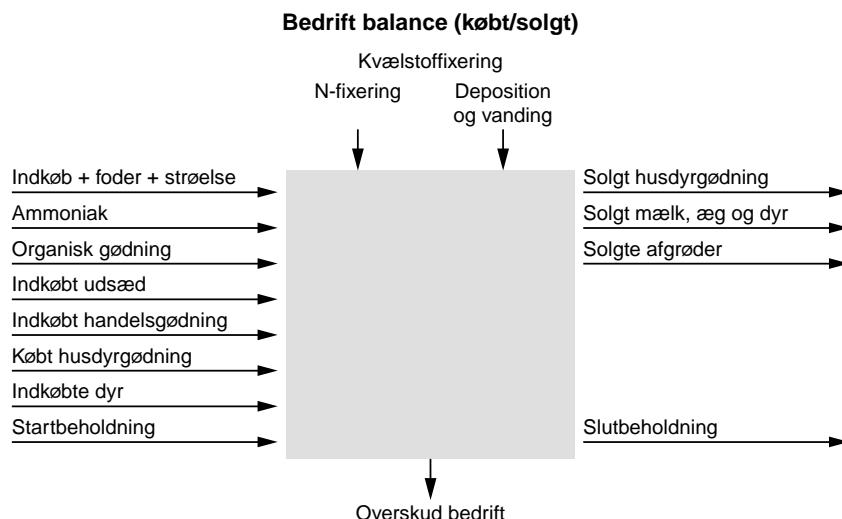 Bedrift balance (købt/solgt)
Kvælstoffixering
N-fixering
Deposition
og vanding
Indkøb + foder + strøelse
Ammoniak
Organisk gødning
Indkøbt udsæd
Indkøbt handelsgødning
Købt husdyrgødning
Indkøbte dyr
Startbeholdning
Solgt husdyrgødning
Solgt mælk, æg og dyr
Solgte afgrøder
Slutbeholdning
Overskud bedrift